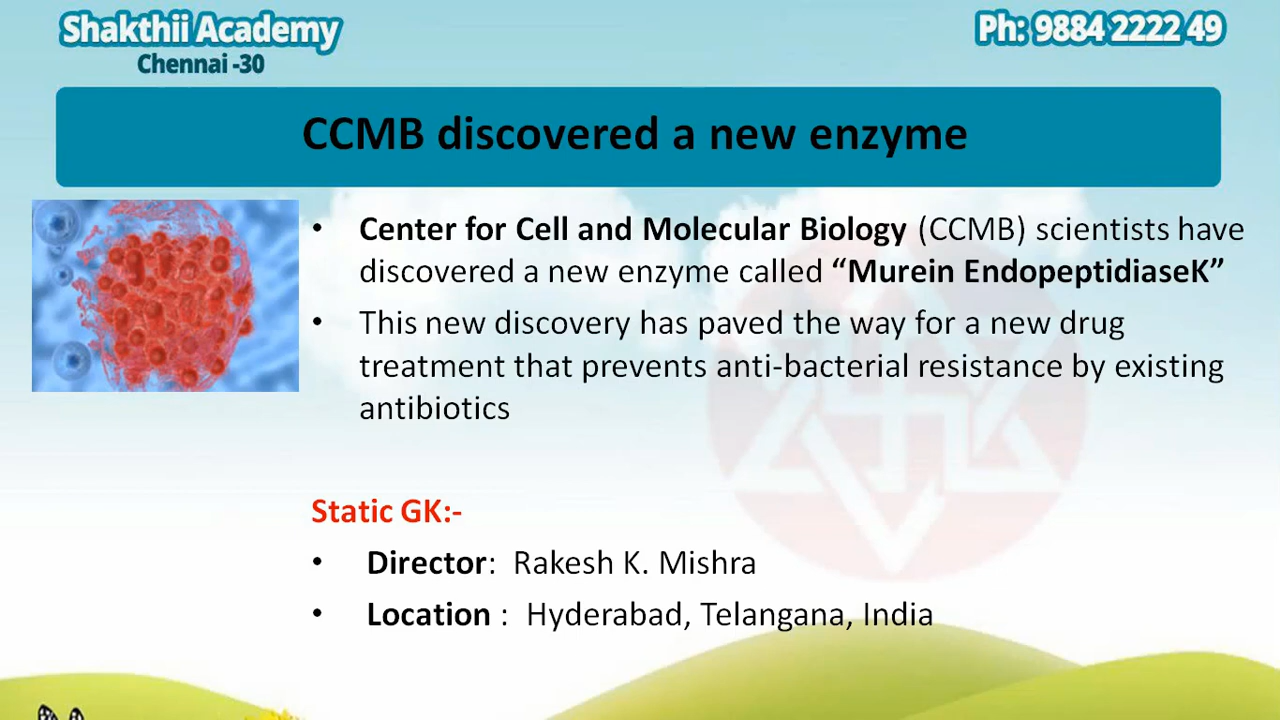 Shakthii Academy
Chennai -30
Ph: 9884 2222 49
CCMB discovered a new enzyme
• Center for Cell and Molecular Biology (CCMB) scientists have
discovered a new enzyme called “Murein EndopeptidiaseK”
• This new discovery has paved the way for a new drug
treatment that prevents anti-bacterial resistance by existing
antibiotics
Static GK:-
• Director: Rakesh K. Mishra
• Location : Hyderabad, Telangana, India